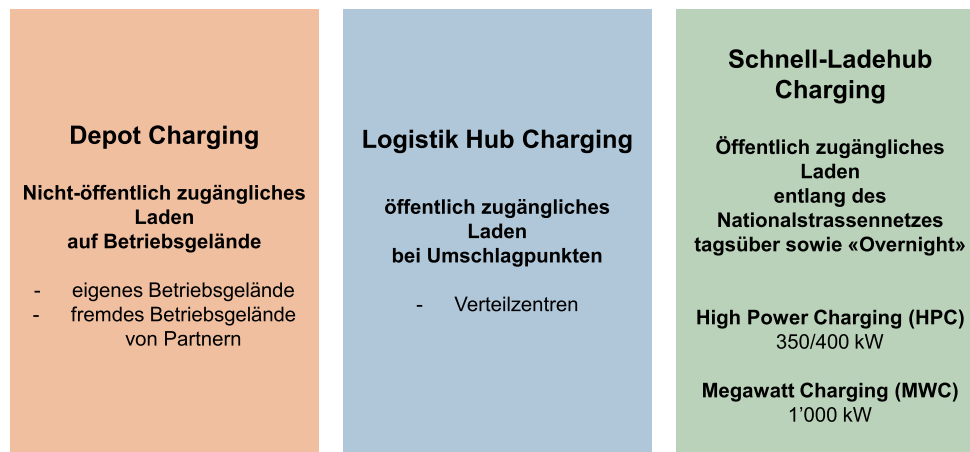 Depot Charging
Nicht-öffentlich zugängliches
Laden
auf Betriebsgelände
- eigenes Betriebsgelände
- fremdes Betriebsgelände
von Partnern
Logistik Hub Charging
öffentlich zugängliches
Laden
bei Umschlagpunkten
- Verteilzentren
Schnell-Ladehub
Charging
Öffentlich zugängliches
Laden
entlang des
Nationalstrassennetzes
tagsüber sowie «Overnight»
High Power Charging (HPC)
350/400 kW
Megawatt Charging (MWC)
1’000 kW